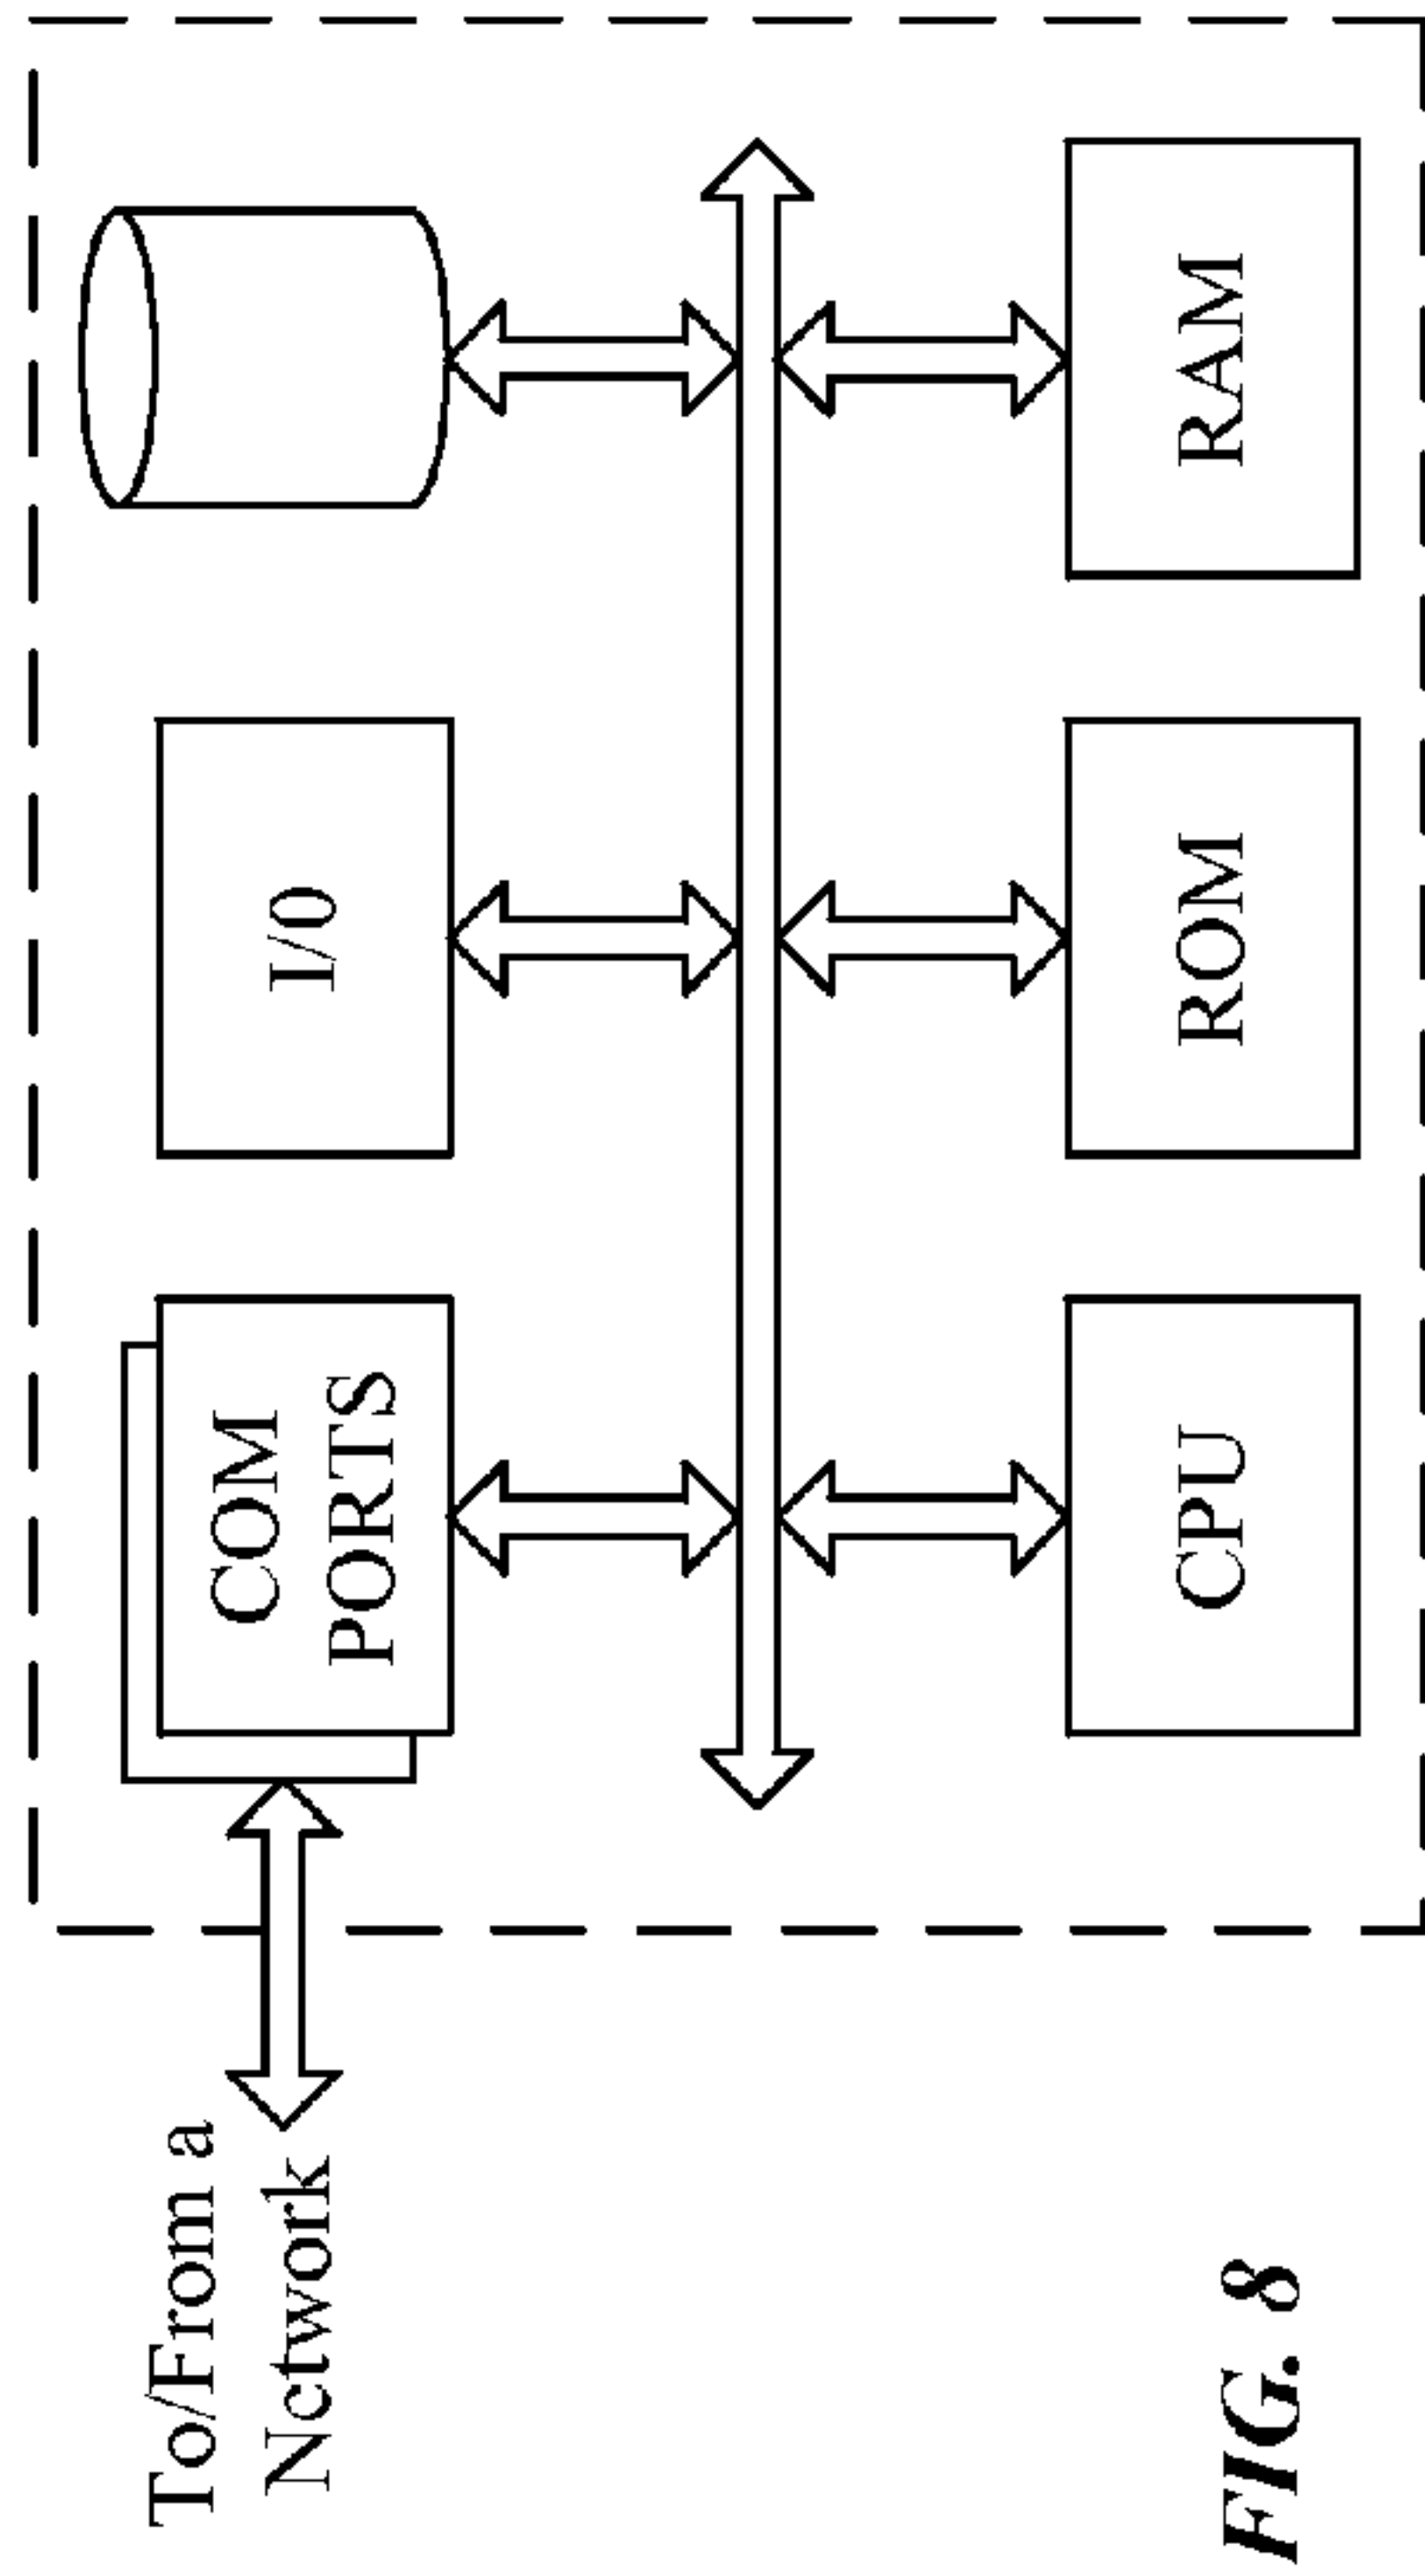 To/From a
Network
COM
PORTS
I/0
CPU
ROM
RAM
FIG. 8